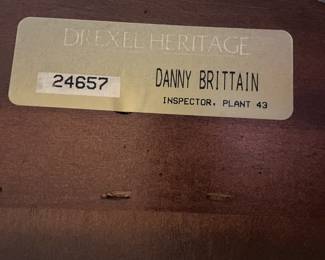 DREXEL HERITAGE
24657 DANNY BRITTAIN
INSPECTOR, PLANT 43